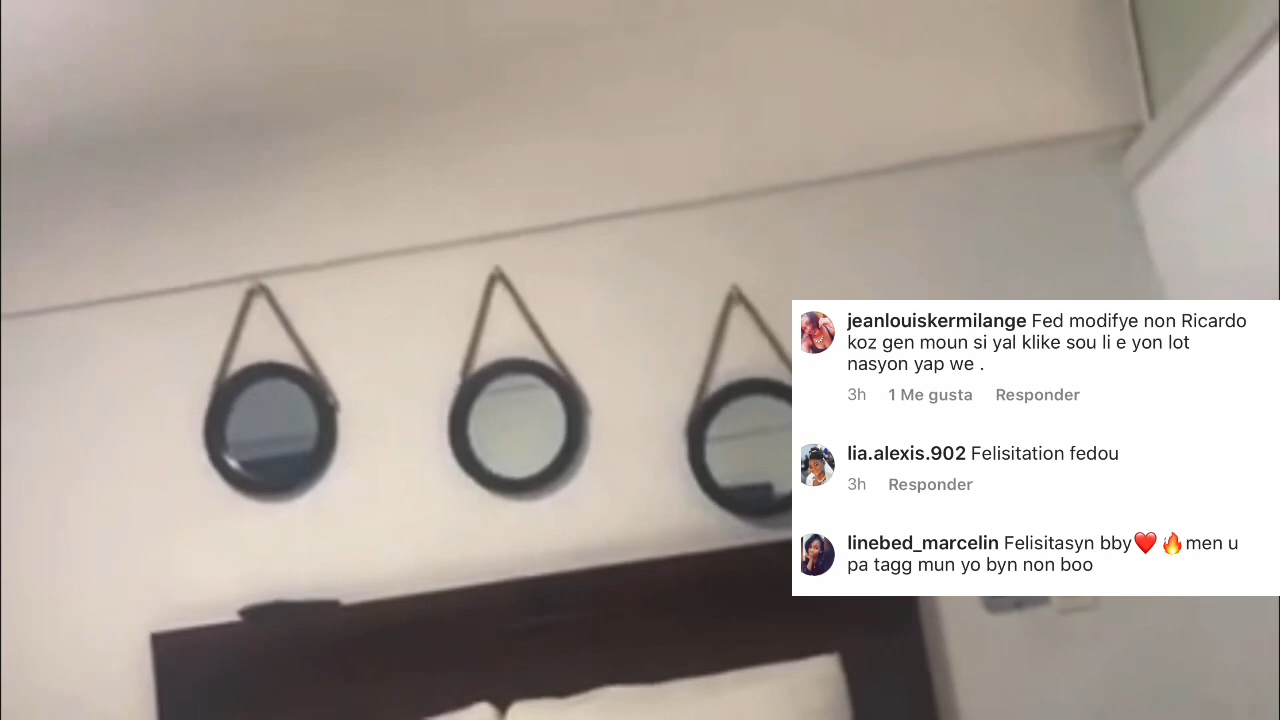 jeanlouiskermilange Fed modifye non Ricardo
koz gen moun si yal klike sou li e yon lot
nasyon yap we .
3h 1 Me gusta Responder
lia.alexis.902 Felisitation fedou
3h Responder
linebed_marcelin Felisitasyn bby❤️🔥men u
pa tagg mun yo byn non boo